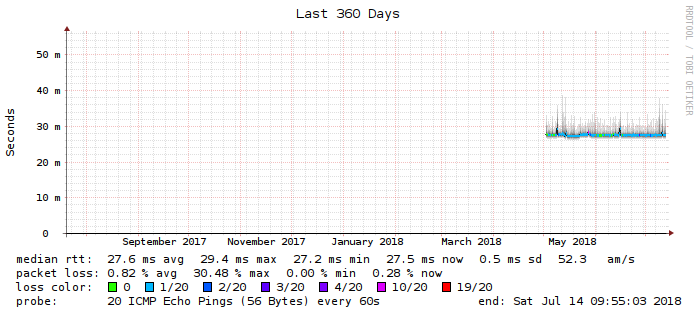 Last 360 Days
RRDTOOL / TOBI OETIKER
Seconds
50 m
40 m
30 m
20 m
10 m
0
September 2017 November 2017 January 2018 March 2018 May 2018
median rtt: 27.6 ms avg 29.4 ms max 27.2 ms min 27.5 ms now 0.5 ms sd 52.3 am/s
packet loss: 0.82 % avg 30.48 % max 0.00 % min 0.28 % now
loss color: 0 1/20 2/20 3/20 4/20 10/20 19/20
probe: 20 ICMP Echo Pings (56 Bytes) every 60s end: Sat Jul 14 09:55:03 2018